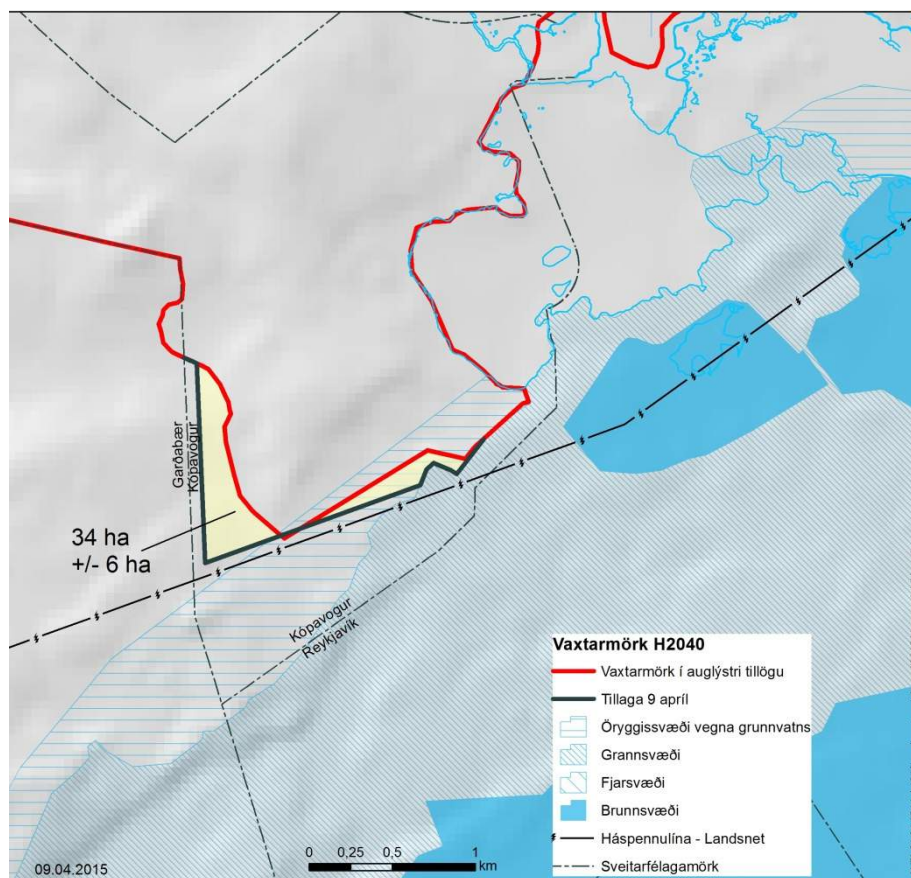 Garðabær
Kópavogur
34 ha
+/- 6 ha
Kópavogur
Reykjavík
Vaxtarmörk H2040
Vaxtarmörk í auglýstri tillögu
Tillaga 9 apríl
Öryggissvæði vegna grunnvatns
Grannsvæði
Fjarsvæði
Brunnsvæði
Háspennulína - Landsnet
Sveitarfélagamörk
0 0,25 0,5 1
km
09.04.2015